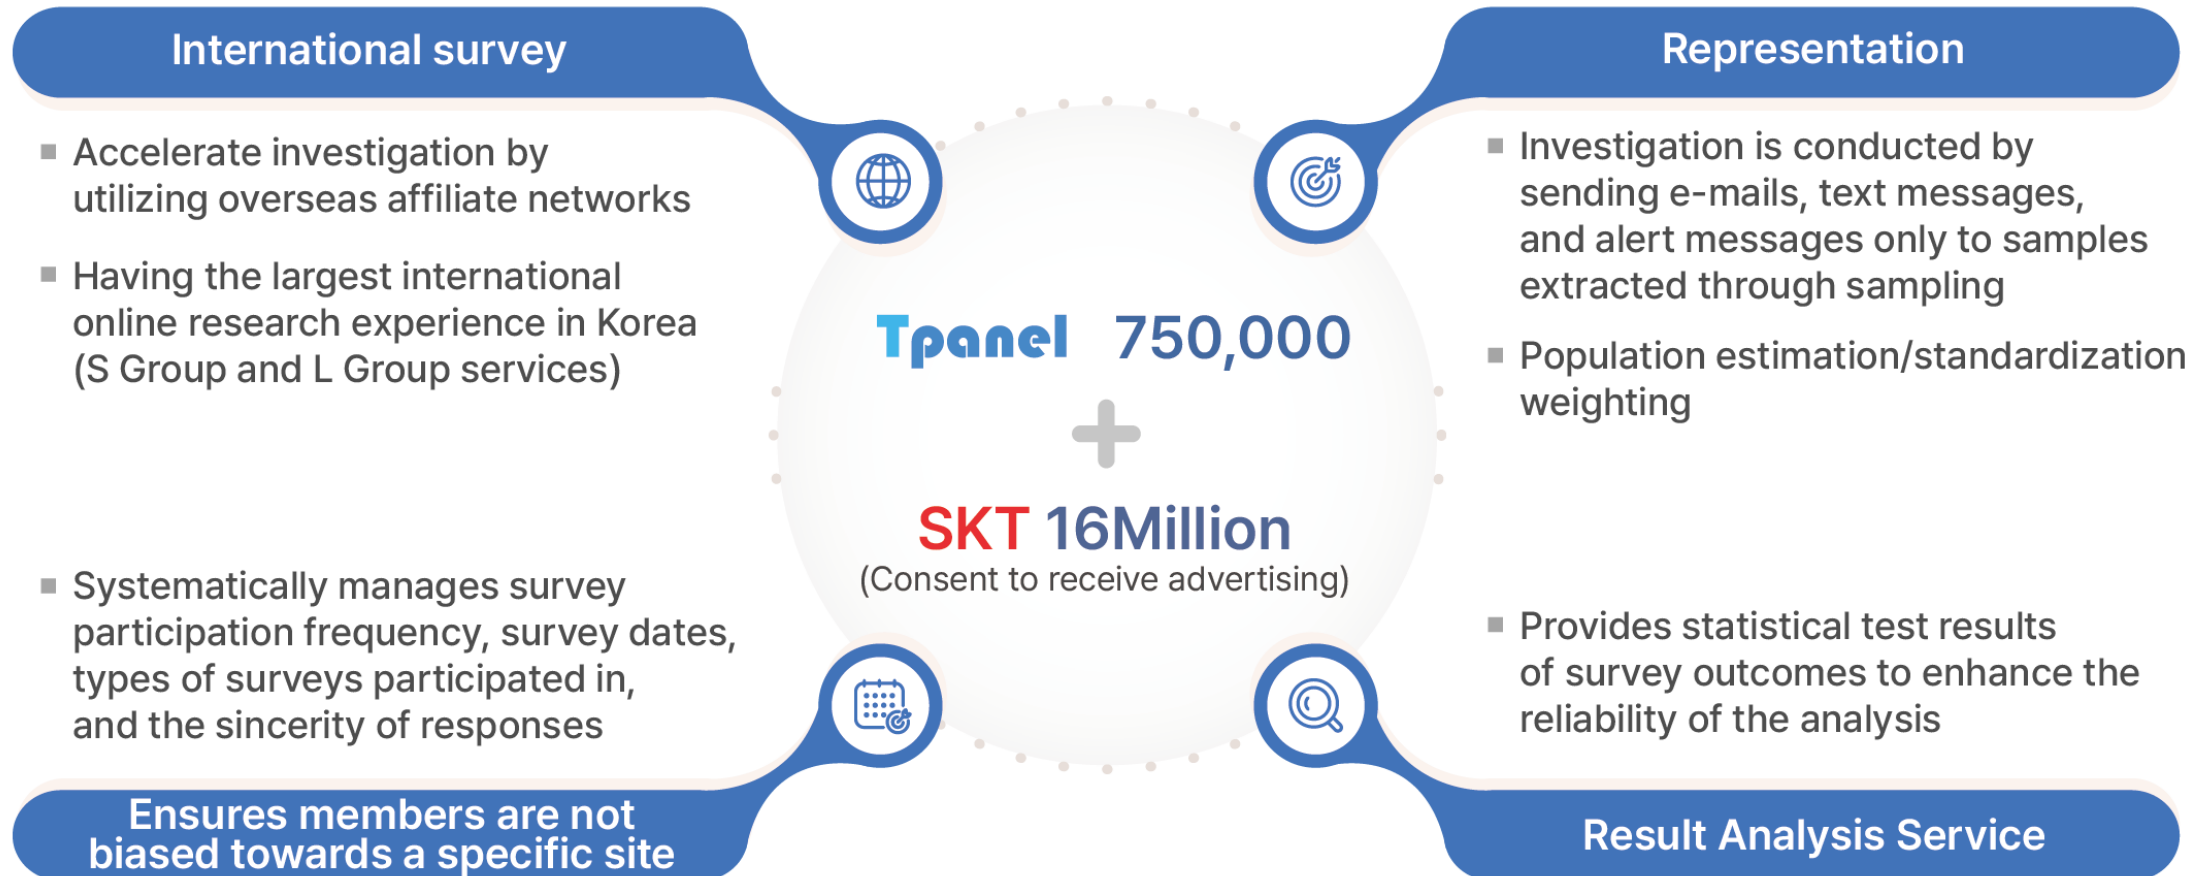 International survey
Accelerate investigation by
utilizing overseas affiliate networks
Having the largest international
online research experience in Korea
(S Group and L Group services)
Representation
Investigation is conducted by
sending e-mails, text messages,
and alert messages only to samples
extracted through sampling
Population estimation/standardization
weighting
Tpanel 750,000
+
SKT 16Million
(Consent to receive advertising)
Systematically manages survey
participation frequency, survey dates,
types of surveys participated in,
and the sincerity of responses
Ensures members are not
biased towards a specific site
Provides statistical test results
of survey outcomes to enhance the
reliability of the analysis
Result Analysis Service